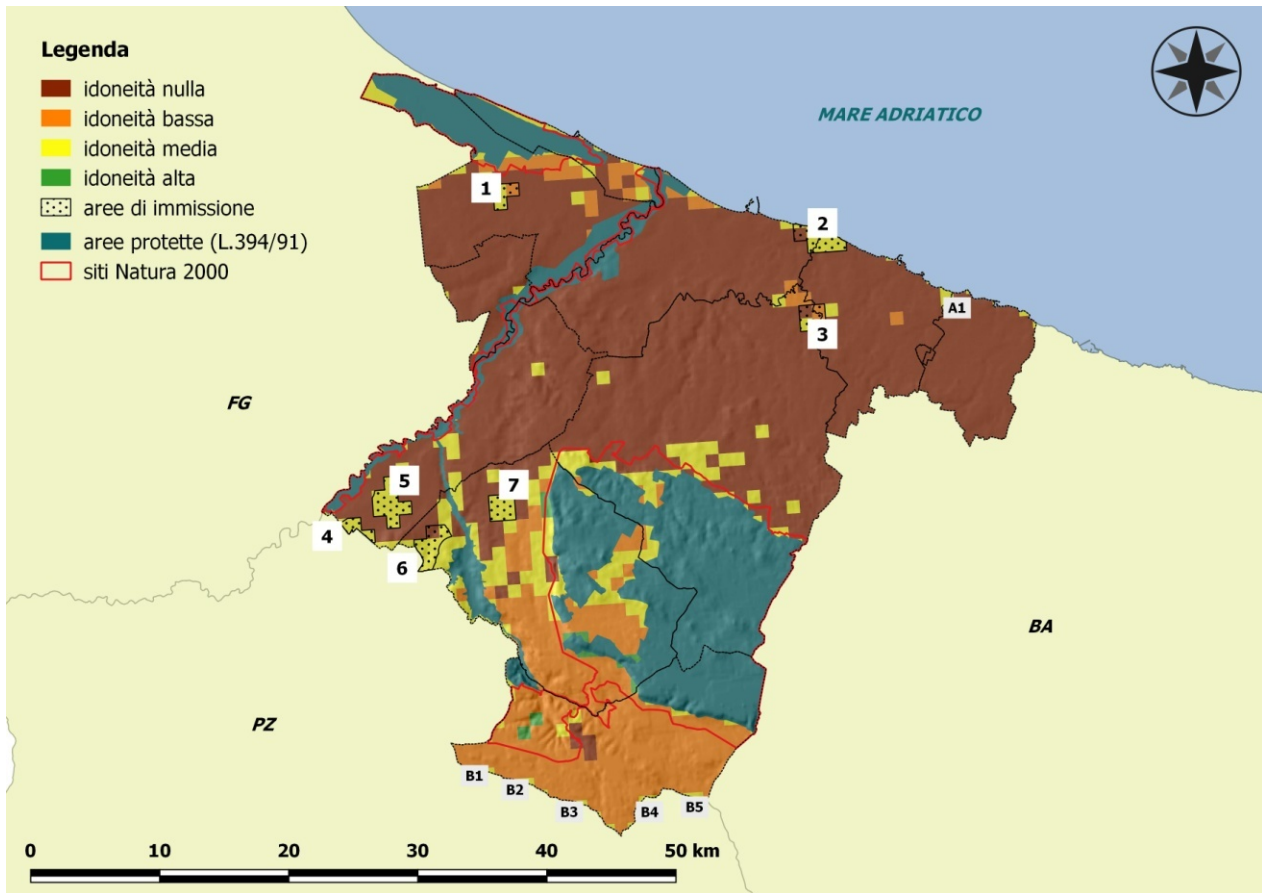 Legenda
idoneità nulla
idoneità bassa
idoneità media
idoneità alta
aree di immissione
aree protette (L.394/91)
siti Natura 2000
MARE ADRIATICO
1
2
A1
3
FG
5
7
4
6
BA
PZ
B1
B2
B3
B4
B5
0 10 20 30 40 50 km